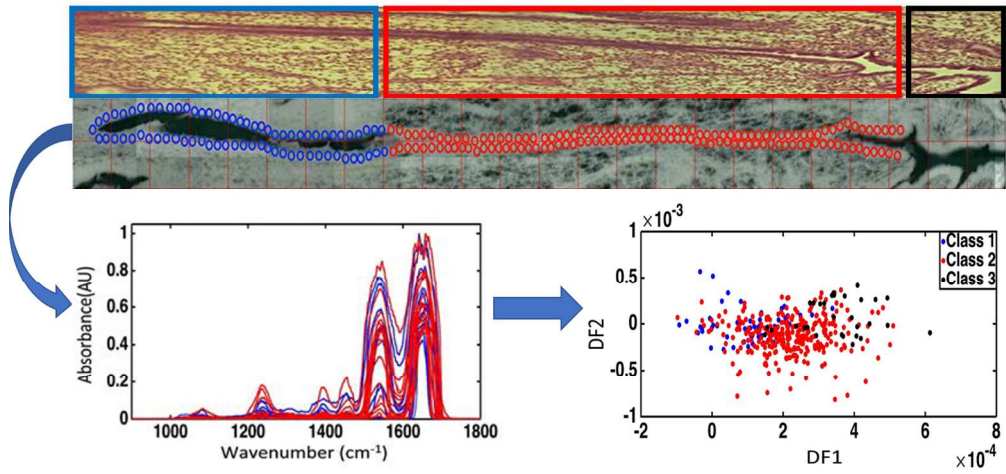 1
0.8
0.6
0.4
0.2
0
Absorbance(AU)
1000 1200 1400 1600 1800
Wavenumber (cm⁻¹)
×10⁻³
1
0.5
0
-0.5
-1
DF2
Class 1
Class 2
Class 3
-2 0 2 4 6 8
DF1
×10⁻⁴